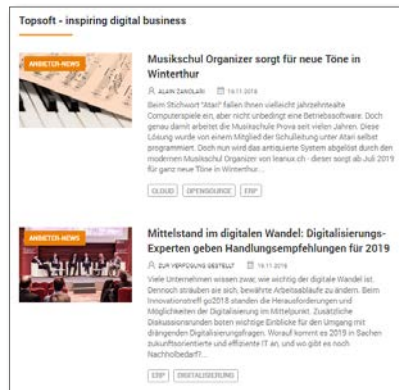 Topsoft - inspiring digital business
ANBIETER-NEWS
Musikschul Organizer sorgt für neue Töne in
Winterthur
ALAIN ZANOLARI 19.11.2018
Beim Stichwort "Atari" fallen Ihnen vielleicht jahrzehntealte
Computerspiele ein, aber nicht unbedingt eine Betriebssoftware. Doch
genau damit arbeitet die Musikschule Prova seit vielen Jahren. Diese
Lösung wurde von einem Mitglied der Schulleitung unter Atari selbst
programmiert. Doch nun wird das antiquierte System abgelöst durch den
modernen Musikschul Organizer von leanux.ch - dieser sorgt ab Juli 2019
für ganz neue Töne in Winterthur...
CLOUD OPENSOURCE ERP
ANBIETER-NEWS
Mittelstand im digitalen Wandel: Digitalisierungs-
Experten geben Handlungsempfehlungen für 2019
ZUR VERFÜGUNG GESTELLT 19.11.2018
Viele Unternehmen wissen zwar, wie wichtig der digitale Wandel ist.
Dennoch sträuben sie sich, bewährte Arbeitsabläufe zu ändern. Beim
Innovationstreff go2018 standen die Herausforderungen und
Möglichkeiten der Digitalisierung im Mittelpunkt. Zusätzliche
Diskussionsrunden boten wichtige Einblicke für den Umgang mit
drängenden Digitalisierungsfragen. Worauf kommt es 2019 in Sachen
zukunftsorientierte und effiziente IT an, und wo gibt es noch
Nachholbedarf?...
ERP DIGITALISIERUNG